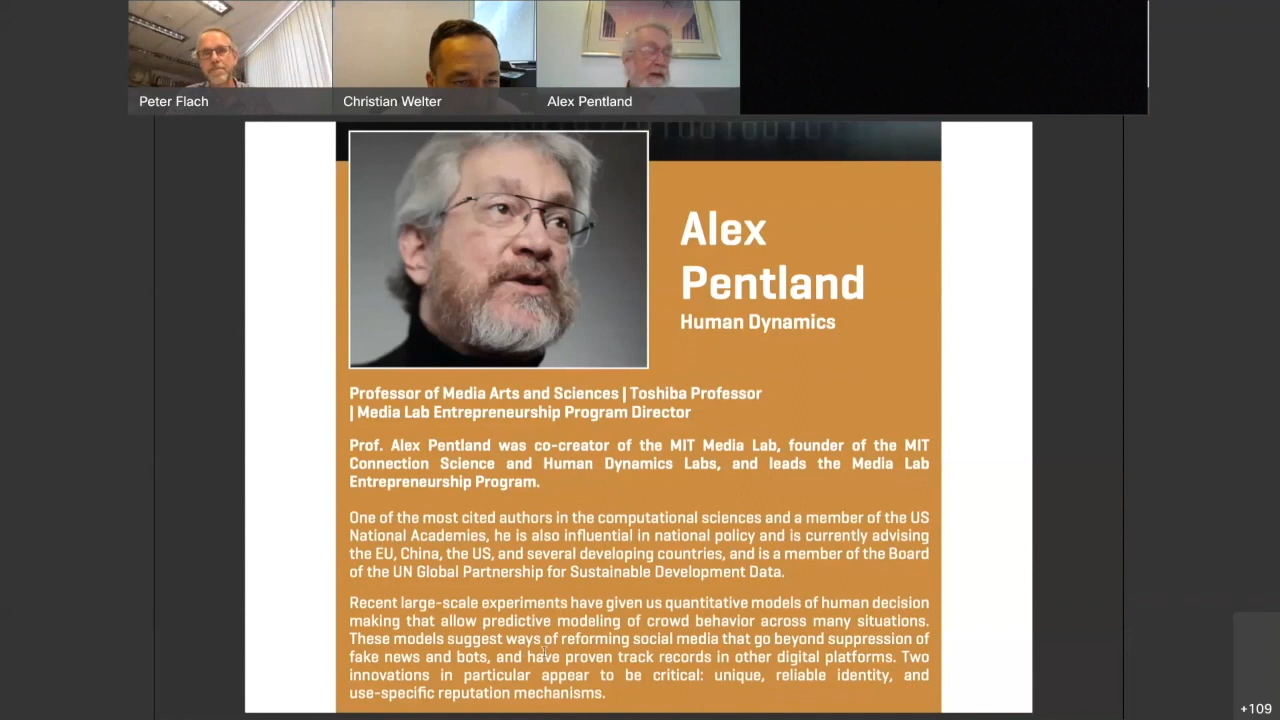 Peter Flach
Christian Welter
Alex Pentland
Alex
Pentland
Human Dynamics
Professor of Media Arts and Sciences | Toshiba Professor
| Media Lab Entrepreneurship Program Director
Prof. Alex Pentland was co-creator of the MIT Media Lab, founder of the MIT
Connection Science and Human Dynamics Labs, and leads the Media Lab
Entrepreneurship Program.
One of the most cited authors in the computational sciences and a member of the US
National Academies, he is also influential in national policy and is currently advising
the EU, China, the US, and several developing countries, and is a member of the Board
of the UN Global Partnership for Sustainable Development Data.
Recent large-scale experiments have given us quantitative models of human decision
making that allow predictive modeling of crowd behavior across many situations.
These models suggest ways of reforming social media that go beyond suppression of
fake news and bots, and have proven track records in other digital platforms. Two
innovations in particular appear to be critical: unique, reliable identity, and
use-specific reputation mechanisms.
+109